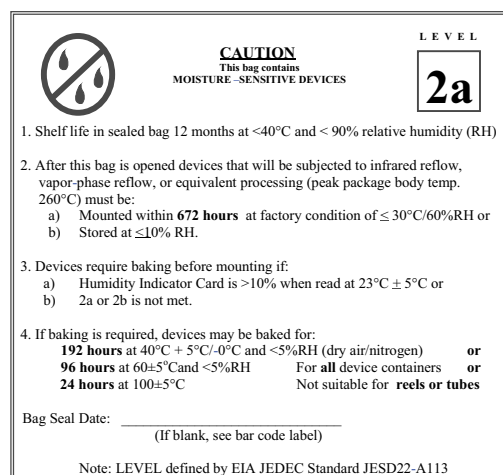 LEVEL
CAUTION
This bag contains
MOISTURE –SENSITIVE DEVICES
2a
1. Shelf life in sealed bag 12 months at <40°C and < 90% relative humidity (RH)
2. After this bag is opened devices that will be subjected to infrared reflow,
vapor-phase reflow, or equivalent processing (peak package body temp.
260°C) must be:
a) Mounted within 672 hours at factory condition of ≤ 30°C/60%RH or
b) Stored at ≤10% RH.
3. Devices require baking before mounting if:
a) Humidity Indicator Card is >10% when read at 23°C ± 5°C or
b) 2a or 2b is not met.
4. If baking is required, devices may be baked for:
192 hours at 40°C + 5°C/-0°C and <5%RH (dry air/nitrogen) or
96 hours at 60±5°Cand <5%RH For all device containers or
24 hours at 100±5°C Not suitable for reels or tubes
Bag Seal Date: ______________________________
(If blank, see bar code label)
Note: LEVEL defined by EIA JEDEC Standard JESD22-A113